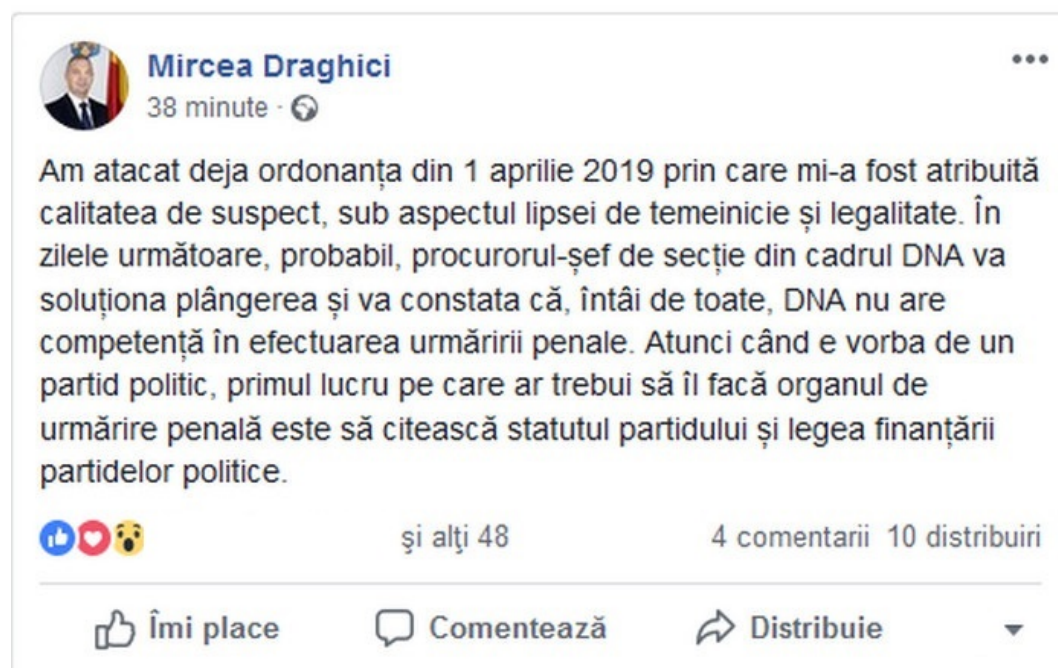 Mircea Draghici
38 minute ·
Am atacat deja ordonanța din 1 aprilie 2019 prin care mi-a fost atribuită
calitatea de suspect, sub aspectul lipsei de temeinicie și legalitate. În
zilele următoare, probabil, procurorul-șef de secție din cadrul DNA va
soluționa plângerea și va constata că, întâi de toate, DNA nu are
competență în efectuarea urmăririi penale. Atunci când e vorba de un
partid politic, primul lucru pe care ar trebui să îl facă organul de
urmărire penală este să citească statutul partidului și legea finanțării
partidelor politice.
și alți 48 4 comentarii 10 distribuiri
Îmi place Comentează Distribuie